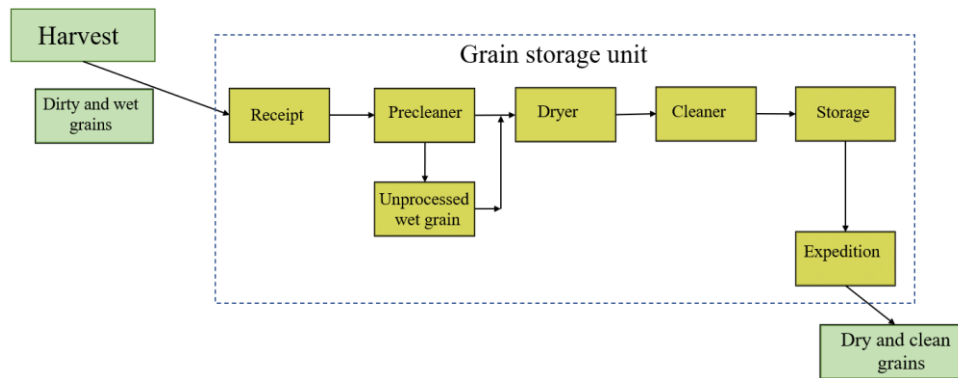 Harvest
Grain storage unit
Dirty and wet
grains
Receipt
Precleaner
Dryer
Cleaner
Storage
Unprocessed
wet grain
Expedition
Dry and clean
grains